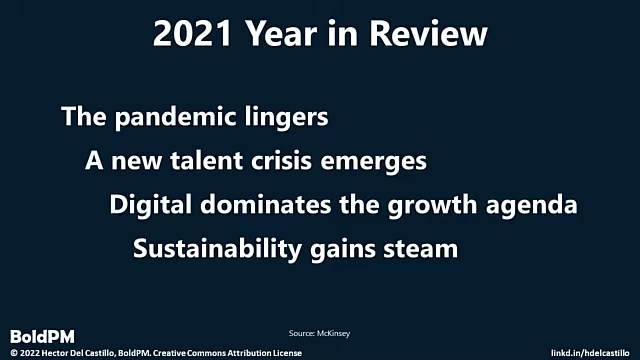 2021 Year in Review
The pandemic lingers
A new talent crisis emerges
Digital dominates the growth agenda
Sustainability gains steam
Source: McKinsey
BoldPM
© 2022 Hector Del Castillo, BoldPM. Creative Commons Attribution License
linkd.in/hdelcastillo